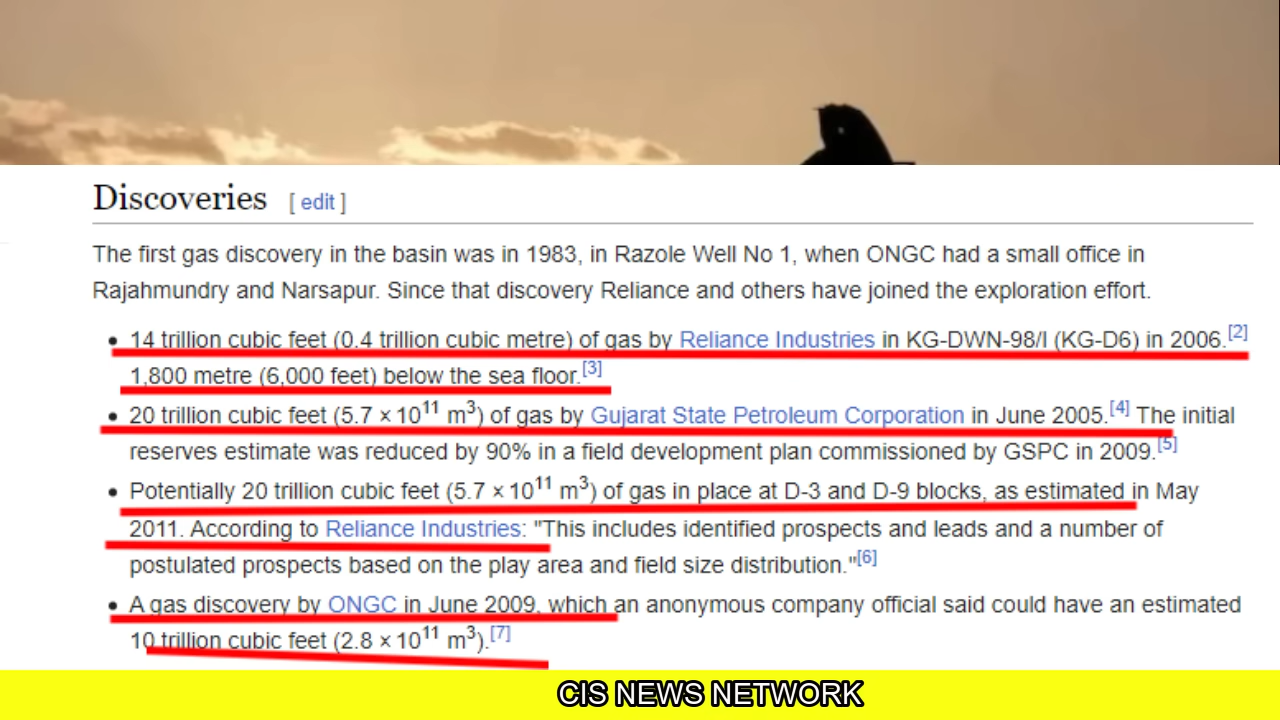 Discoveries [ edit ]
The first gas discovery in the basin was in 1983, in Razole Well No 1, when ONGC had a small office in
Rajahmundry and Narsapur. Since that discovery Reliance and others have joined the exploration effort.
• 14 trillion cubic feet (0.4 trillion cubic metre) of gas by Reliance Industries in KG-DWN-98/I (KG-D6) in 2006.[2]
1,800 metre (6,000 feet) below the sea floor.[3]
• 20 trillion cubic feet (5.7 × 10¹¹ m³) of gas by Gujarat State Petroleum Corporation in June 2005.[4] The initial
reserves estimate was reduced by 90% in a field development plan commissioned by GSPC in 2009.[5]
• Potentially 20 trillion cubic feet (5.7 × 10¹¹ m³) of gas in place at D-3 and D-9 blocks, as estimated in May
2011. According to Reliance Industries: "This includes identified prospects and leads and a number of
postulated prospects based on the play area and field size distribution."[6]
• A gas discovery by ONGC in June 2009, which an anonymous company official said could have an estimated
10 trillion cubic feet (2.8 × 10¹¹ m³).[7]
CIS NEWS NETWORK